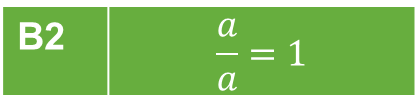 B2
a/a = 1